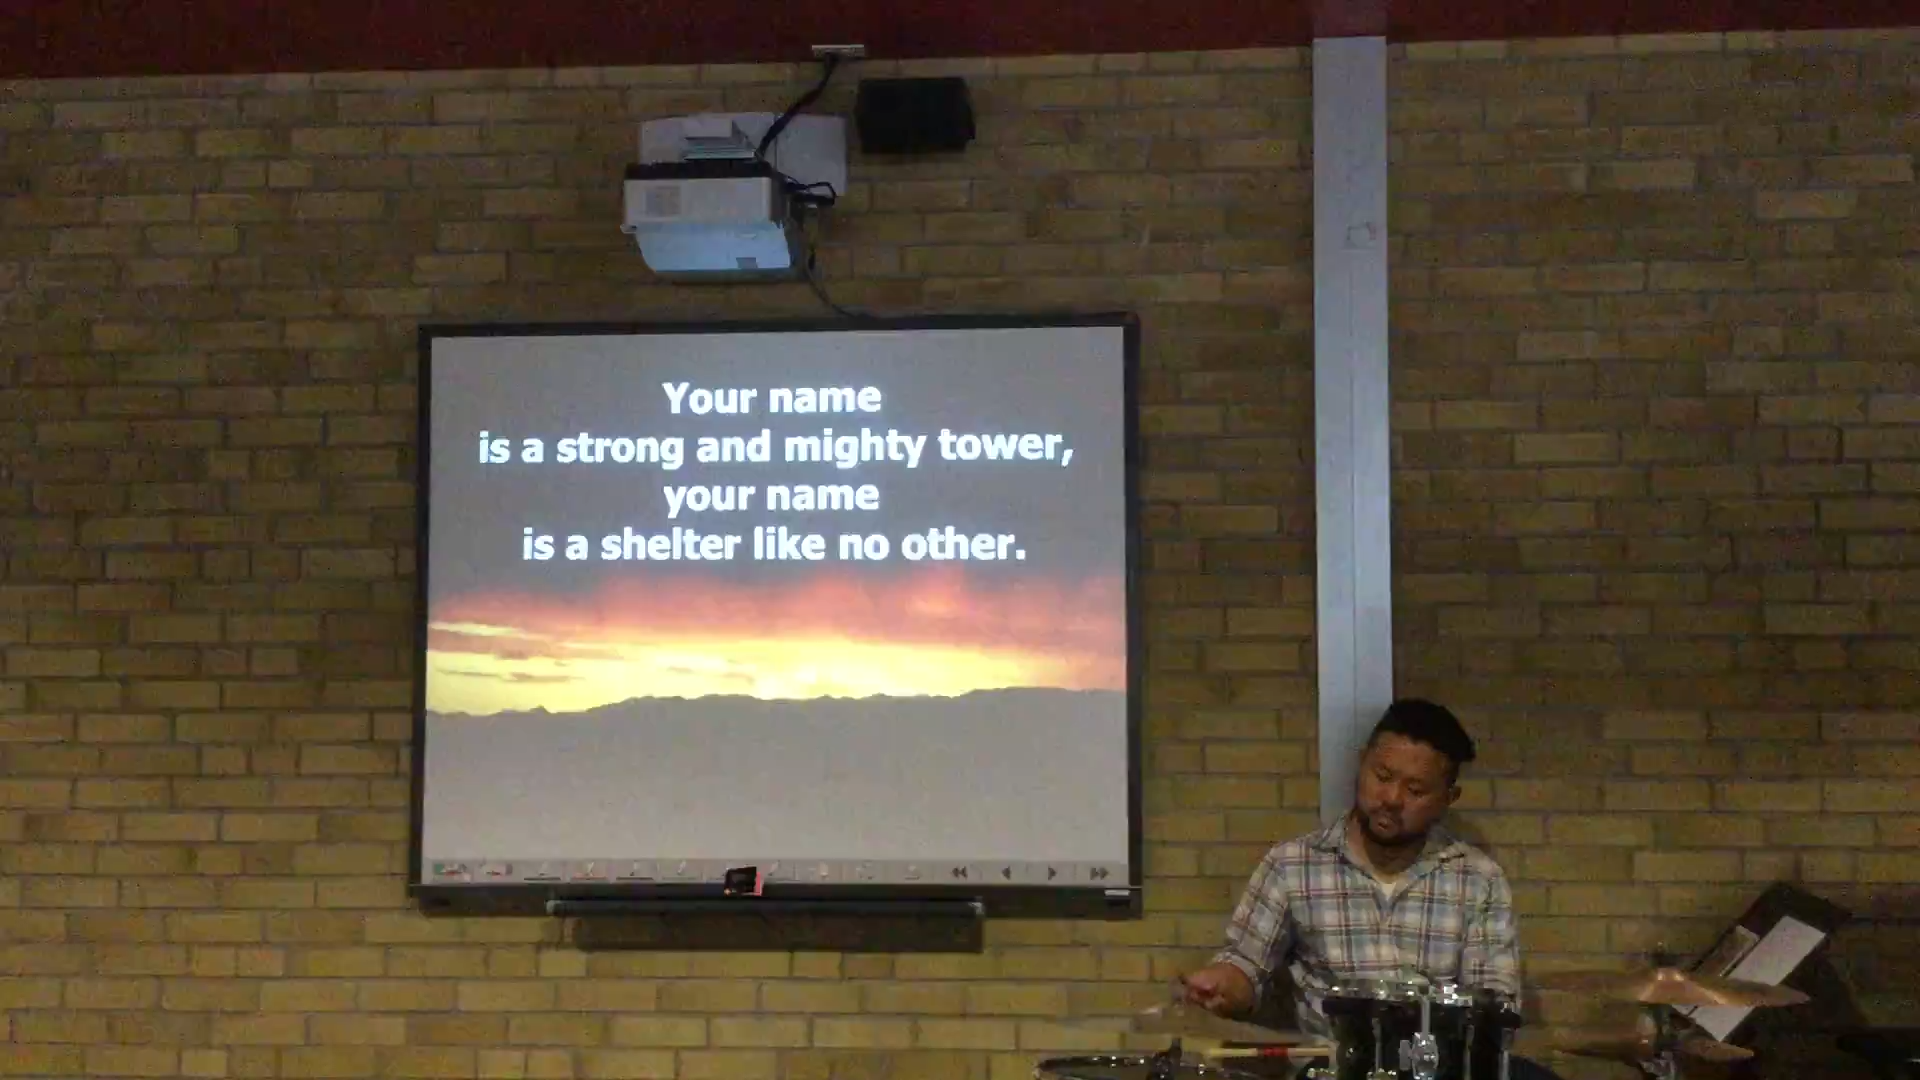 Your name
is a strong and mighty tower,
your name
is a shelter like no other.